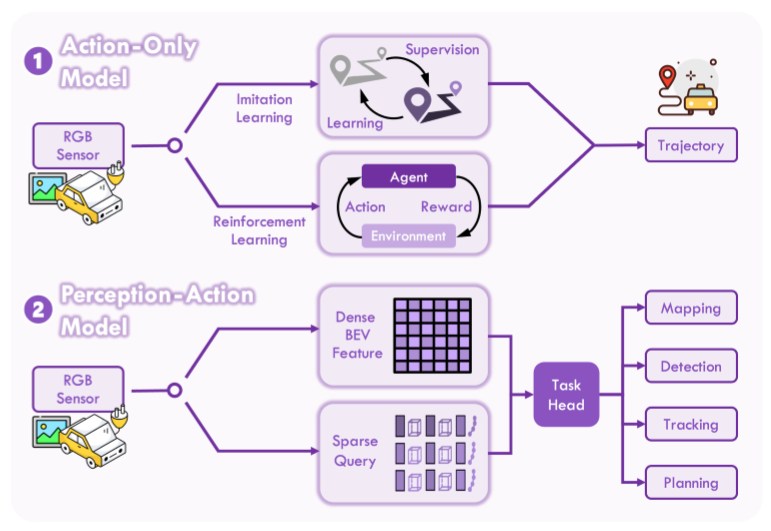 1
Action-Only
Model
RGB
Sensor
Imitation
Learning
Reinforcement
Learning
Supervision
Learning
Agent
Action
Reward
Environment
Trajectory
2
Perception-Action
Model
RGB
Sensor
Dense
BEV
Feature
Sparse
Query
Task
Head
Mapping
Detection
Tracking
Planning